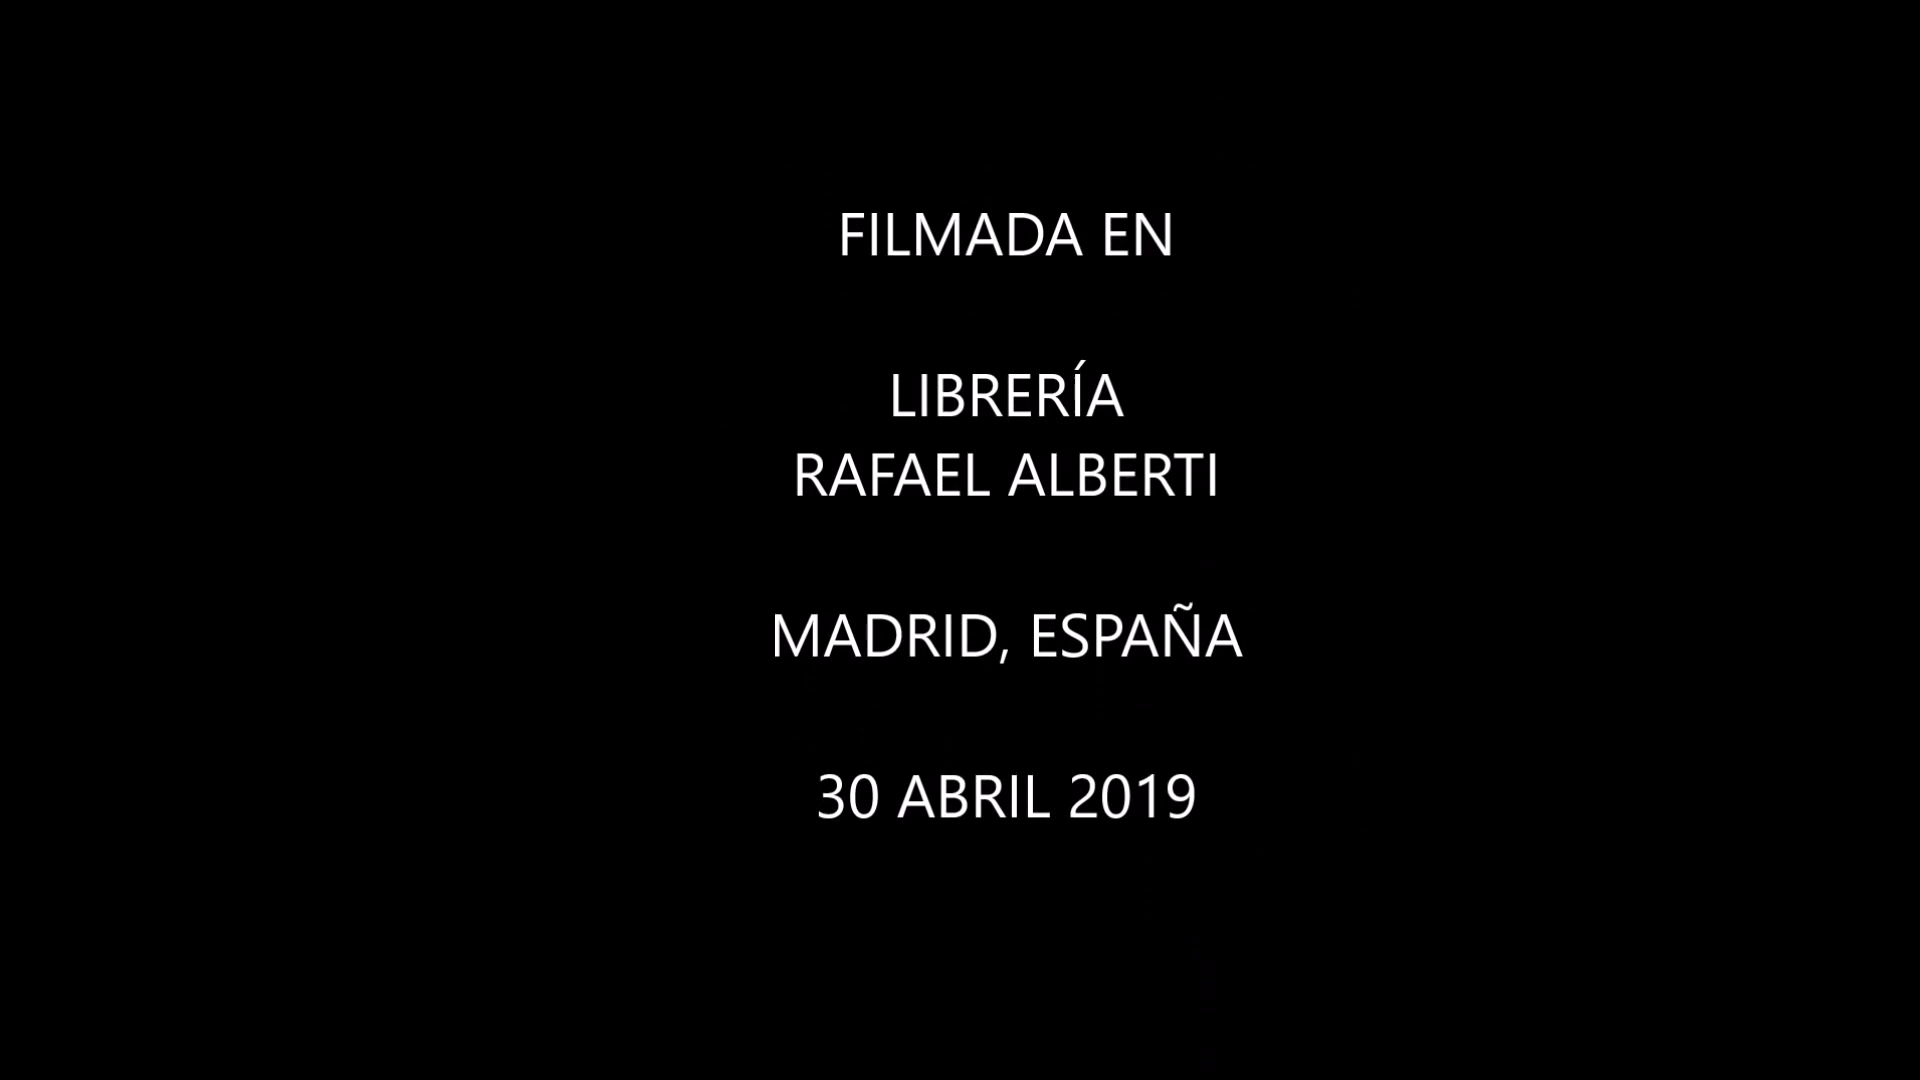 FILMADA EN
LIBRERÍA
RAFAEL ALBERTI
MADRID, ESPAÑA
30 ABRIL 2019